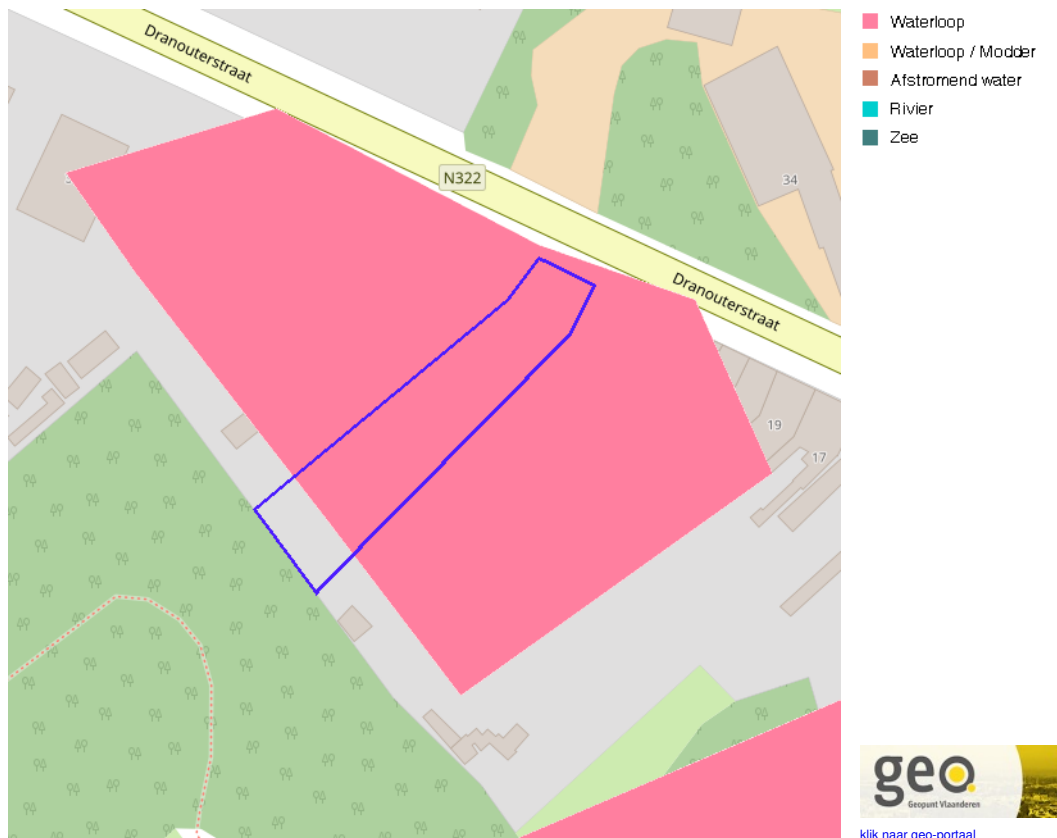 Dranouterstraat
N322
34
Dranouterstraat
19
17
Waterloop
Waterloop / Modder
Afstromend water
Rivier
Zee
geo
Geopunt Vlaanderen
klik naar geo-portaal